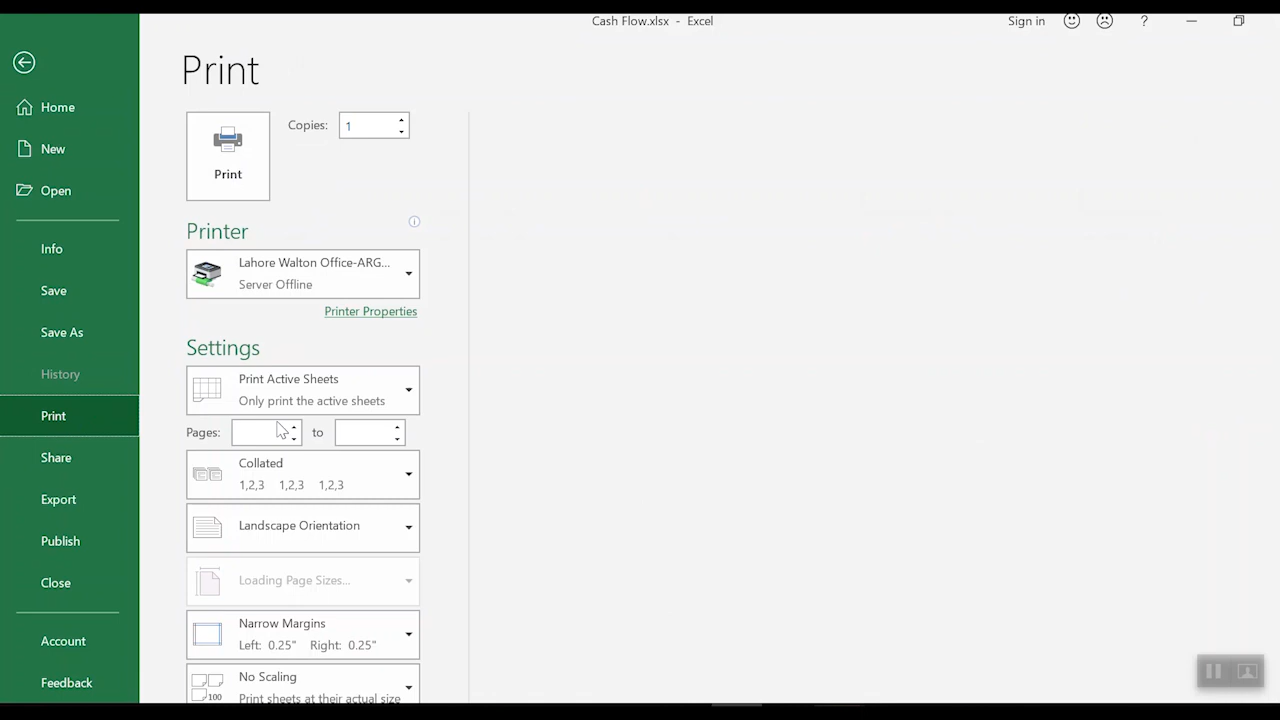 Cash Flow.xlsx - Excel
Sign in
?
Print
Home
New
Open
Info
Save
Save As
History
Print
Share
Export
Publish
Close
Account
Feedback
Print
Copies: 1
Printer
Lahore Walton Office-ARG...
Server Offline
Printer Properties
Settings
Print Active Sheets
Only print the active sheets
Pages: to
Collated
1,2,3 1,2,3 1,2,3
Landscape Orientation
Loading Page Sizes...
Narrow Margins
Left: 0.25" Right: 0.25"
No Scaling
100
Print sheets at their actual size